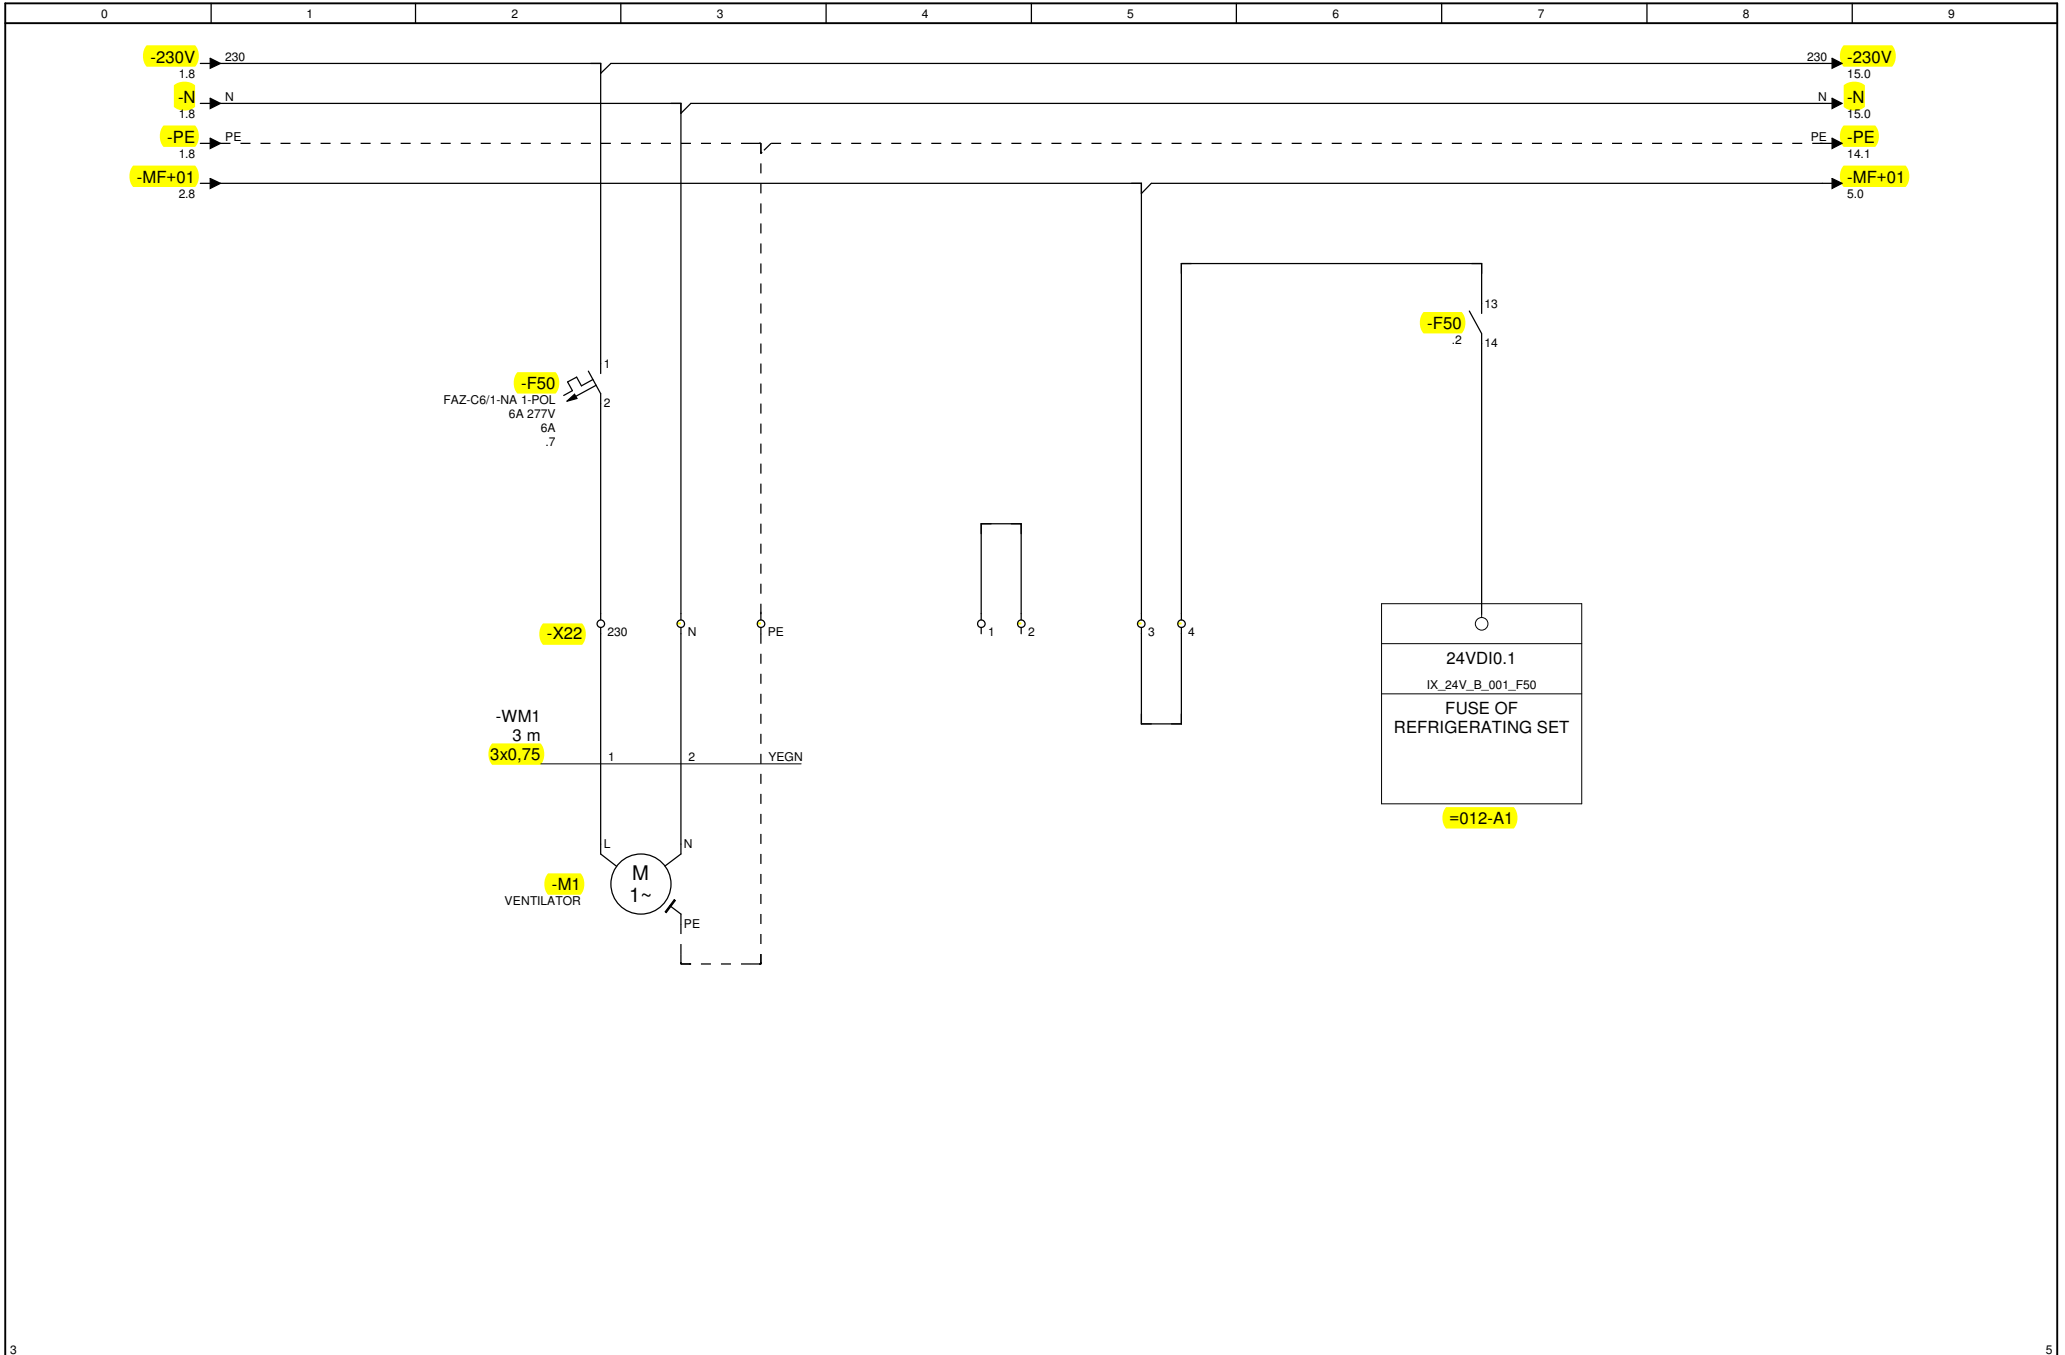 0 1 2 3 4 5 6 7 8 9
-230V 230 230 -230V
1.8 15.0
-N N N -N
1.8 15.0
-PE PE PE -PE
1.8 14.1
-MF+01 -MF+01
2.8 5.0
13
-F50
.2 14
1
-F50
FAZ-C6/1-NA 1-POL 2
6A 277V
6A
.7
-X22 230 N PE 1 2 3 4
24VDI0.1
IX_24V_B_001_F50
FUSE OF
REFRIGERATING SET
-WM1
3 m
3x0,75 1 2 YEGN
=012-A1
L N
M
1~
-M1
VENTILATOR
PE
3 5